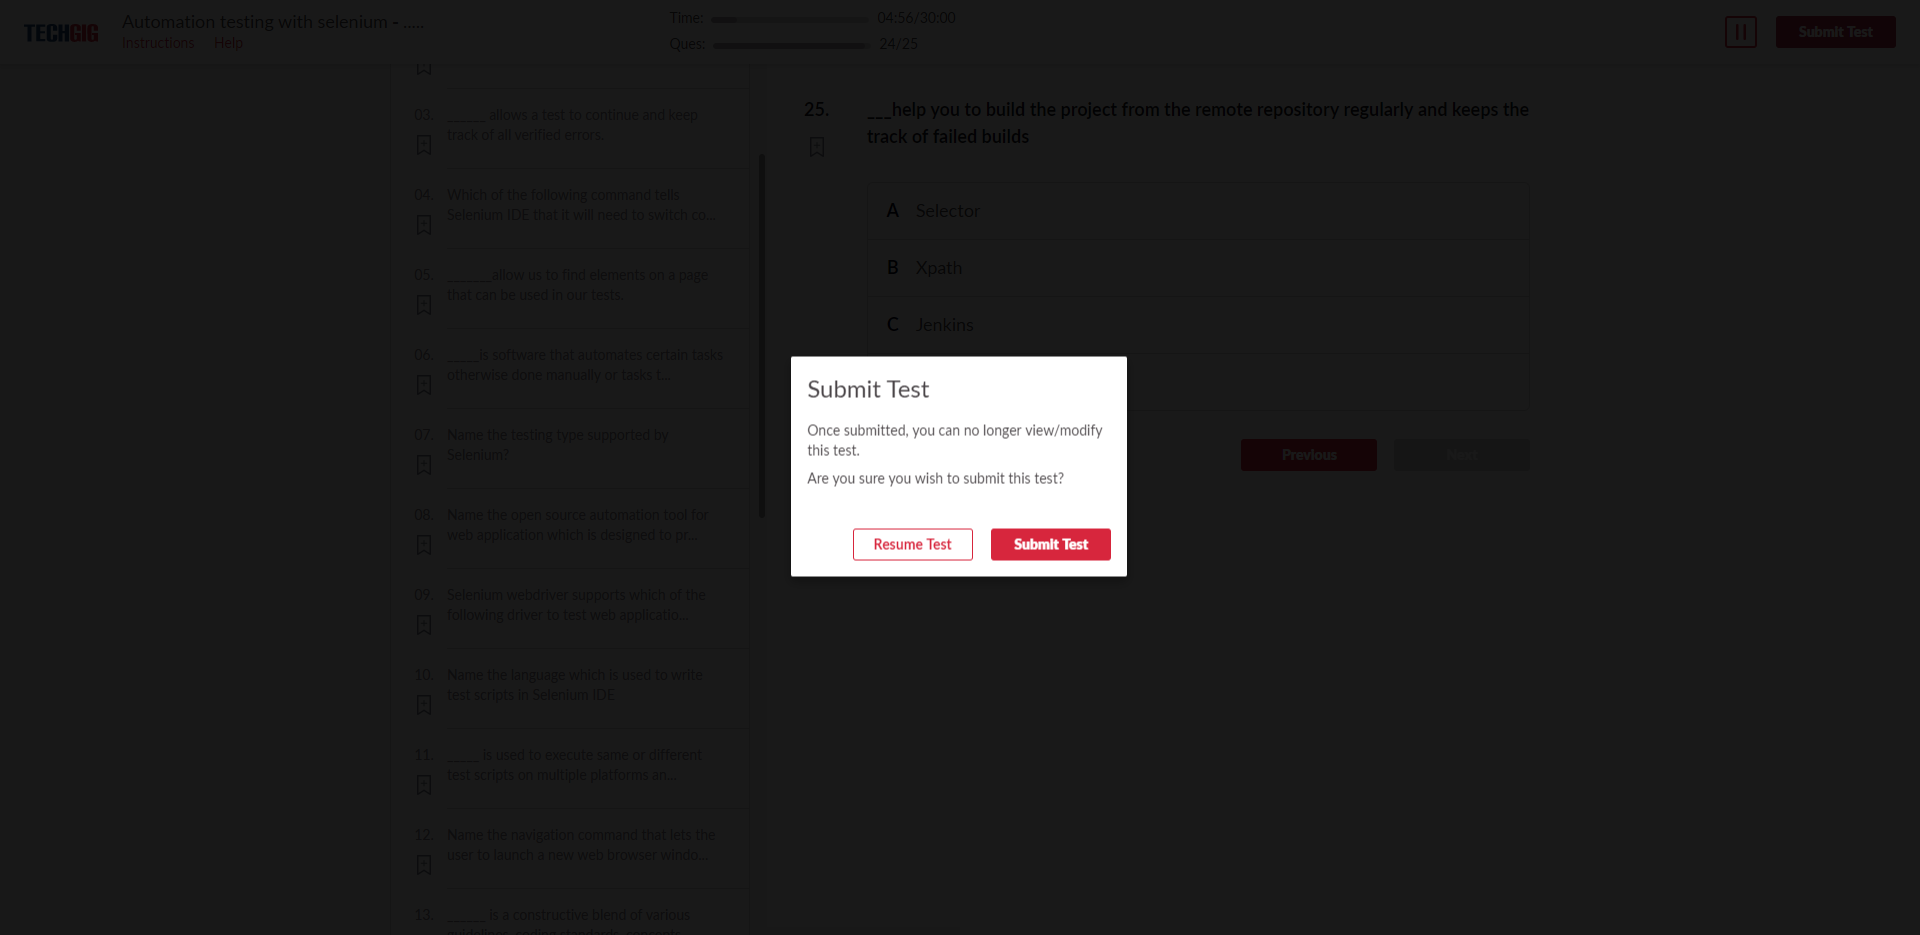 TECHGIG
Automation testing with selenium - .....
Instructions Help
Time: 04:56/30:00
Ques: 24/25
Submit Test
03. ______ allows a test to continue and keep
track of all verified errors.
04. Which of the following command tells
Selenium IDE that it will need to switch co...
05. _______allow us to find elements on a page
that can be used in our tests.
06. _____is software that automates certain tasks
otherwise done manually or tasks t...
07. Name the testing type supported by
Selenium?
08. Name the open source automation tool for
web application which is designed to pr...
09. Selenium webdriver supports which of the
following driver to test web applicatio...
10. Name the language which is used to write
test scripts in Selenium IDE
11. _____ is used to execute same or different
test scripts on multiple platforms an...
12. Name the navigation command that lets the
user to launch a new web browser windo...
13. ______ is a constructive blend of various
guidelines, coding standards, concepts,
25. ___help you to build the project from the remote repository regularly and keeps the
track of failed builds
A Selector
B Xpath
C Jenkins
Previous Next
Submit Test
Once submitted, you can no longer view/modify
this test.
Are you sure you wish to submit this test?
Resume Test Submit Test